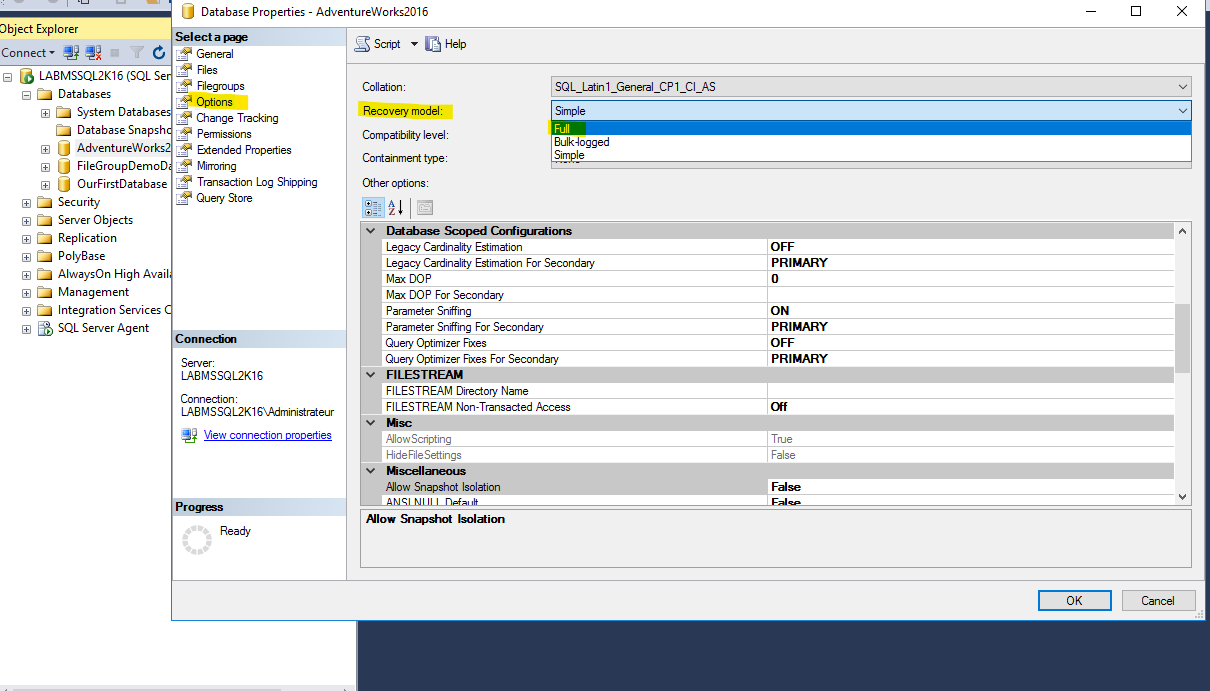 Database Properties - AdventureWorks2016
Object Explorer
Connect
LABMSSQL2K16 (SQL Ser
Databases
System Databases
Database Snapsho
AdventureWorks2
FileGroupDemoDa
OurFirstDatabase
Security
Server Objects
Replication
PolyBase
AlwaysOn High Availa
Management
Integration Services C
SQL Server Agent
Select a page
General
Files
Filegroups
Options
Change Tracking
Permissions
Extended Properties
Mirroring
Transaction Log Shipping
Query Store
Connection
Server:
LABMSSQL2K16
Connection:
LABMSSQL2K16\Administrateur
View connection properties
Progress
Ready
Script Help
Collation: SQL_Latin1_General_CP1_CI_AS
Recovery model: Simple
Full
Compatibility level:
Bulk-logged
Simple
Containment type:
Other options:
Database Scoped Configurations
Legacy Cardinality Estimation OFF
Legacy Cardinality Estimation For Secondary PRIMARY
Max DOP 0
Max DOP For Secondary
Parameter Sniffing ON
Parameter Sniffing For Secondary PRIMARY
Query Optimizer Fixes OFF
Query Optimizer Fixes For Secondary PRIMARY
FILESTREAM
FILESTREAM Directory Name
FILESTREAM Non-Transacted Access Off
Misc
AllowScripting True
HideFileSettings False
Miscellaneous
Allow Snapshot Isolation False
ANSI NULL Default False
Allow Snapshot Isolation
OK Cancel